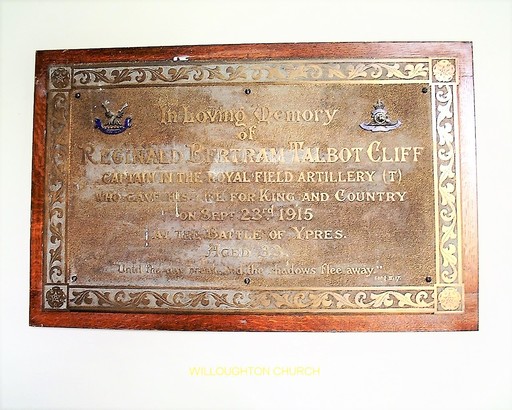 In Loving Memory
of
REGINALD BERTRAM TALBOT CLIFF
CAPTAIN IN THE ROYAL FIELD ARTILLERY (T)
WHO GAVE HIS LIFE FOR KING AND COUNTRY
ON SEPT 23rd 1915
AT THE BATTLE OF YPRES.
AGED 33.
"Until the day break, and the shadows flee away."
WILLOUGHTON CHURCH